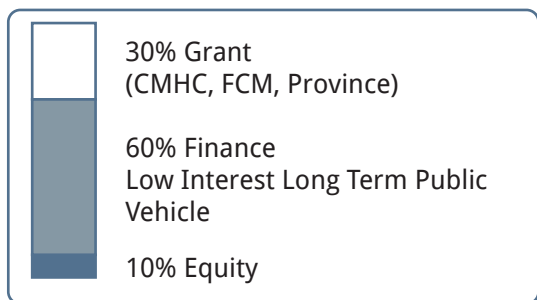 30% Grant
(CMHC, FCM, Province)
60% Finance
Low Interest Long Term Public
Vehicle
10% Equity